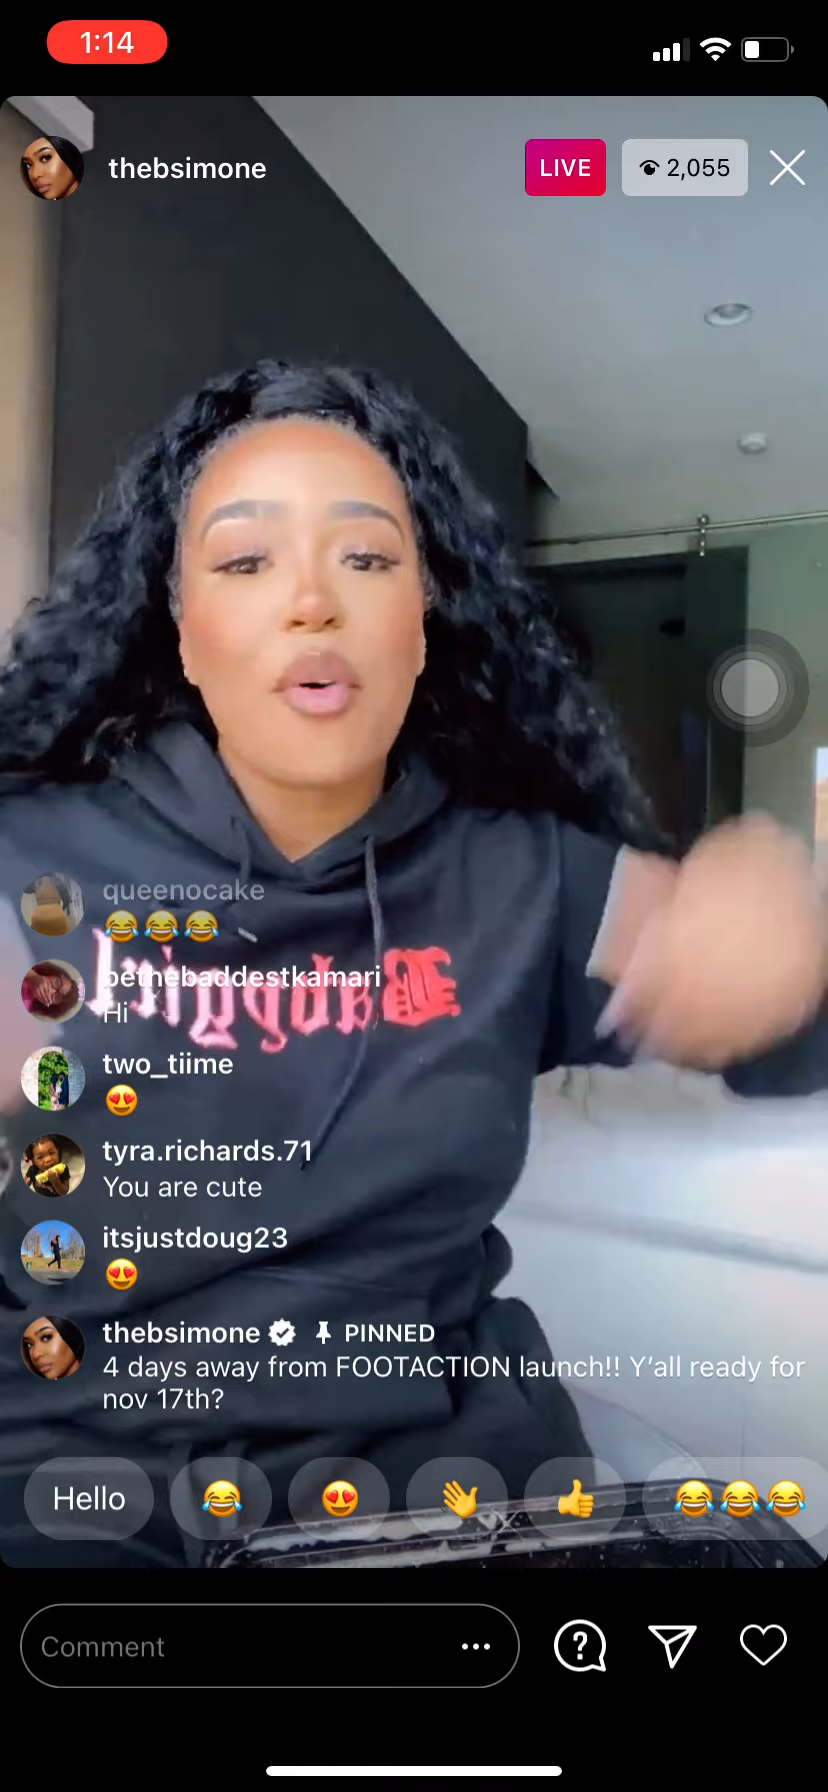 1:14
thebsimone
LIVE
2,055
queenocake
😂😂😂
bethebaddestkamari
Hi
two_tiime
😍
tyra.richards.71
You are cute
itsjustdoug23
😍
thebsimone PINNED
4 days away from FOOTACTION launch!! Y’all ready for
nov 17th?
Hello 😂 😍 👋 👍 😂😂😂
Comment